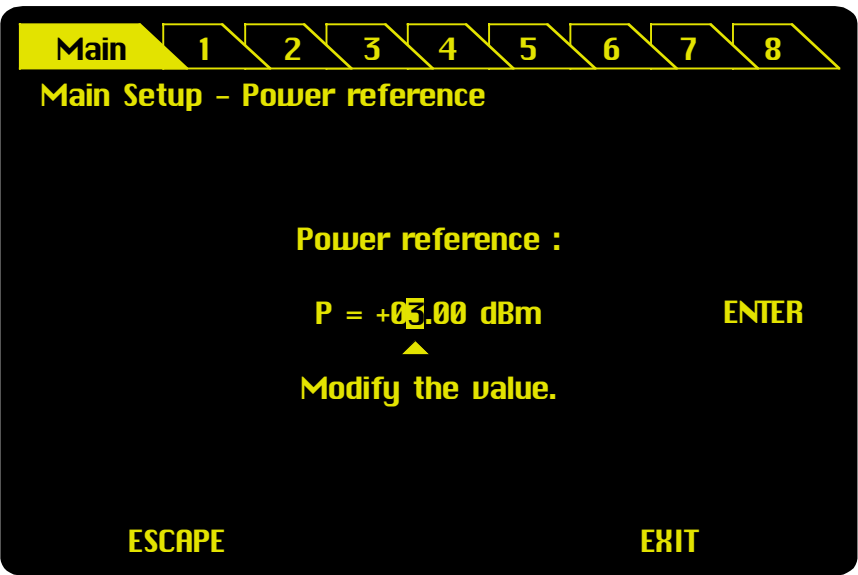 Main 1 2 3 4 5 6 7 8
Main Setup - Power reference
Power reference :
P = +03.00 dBm ENTER
Modify the value.
ESCAPE EXIT